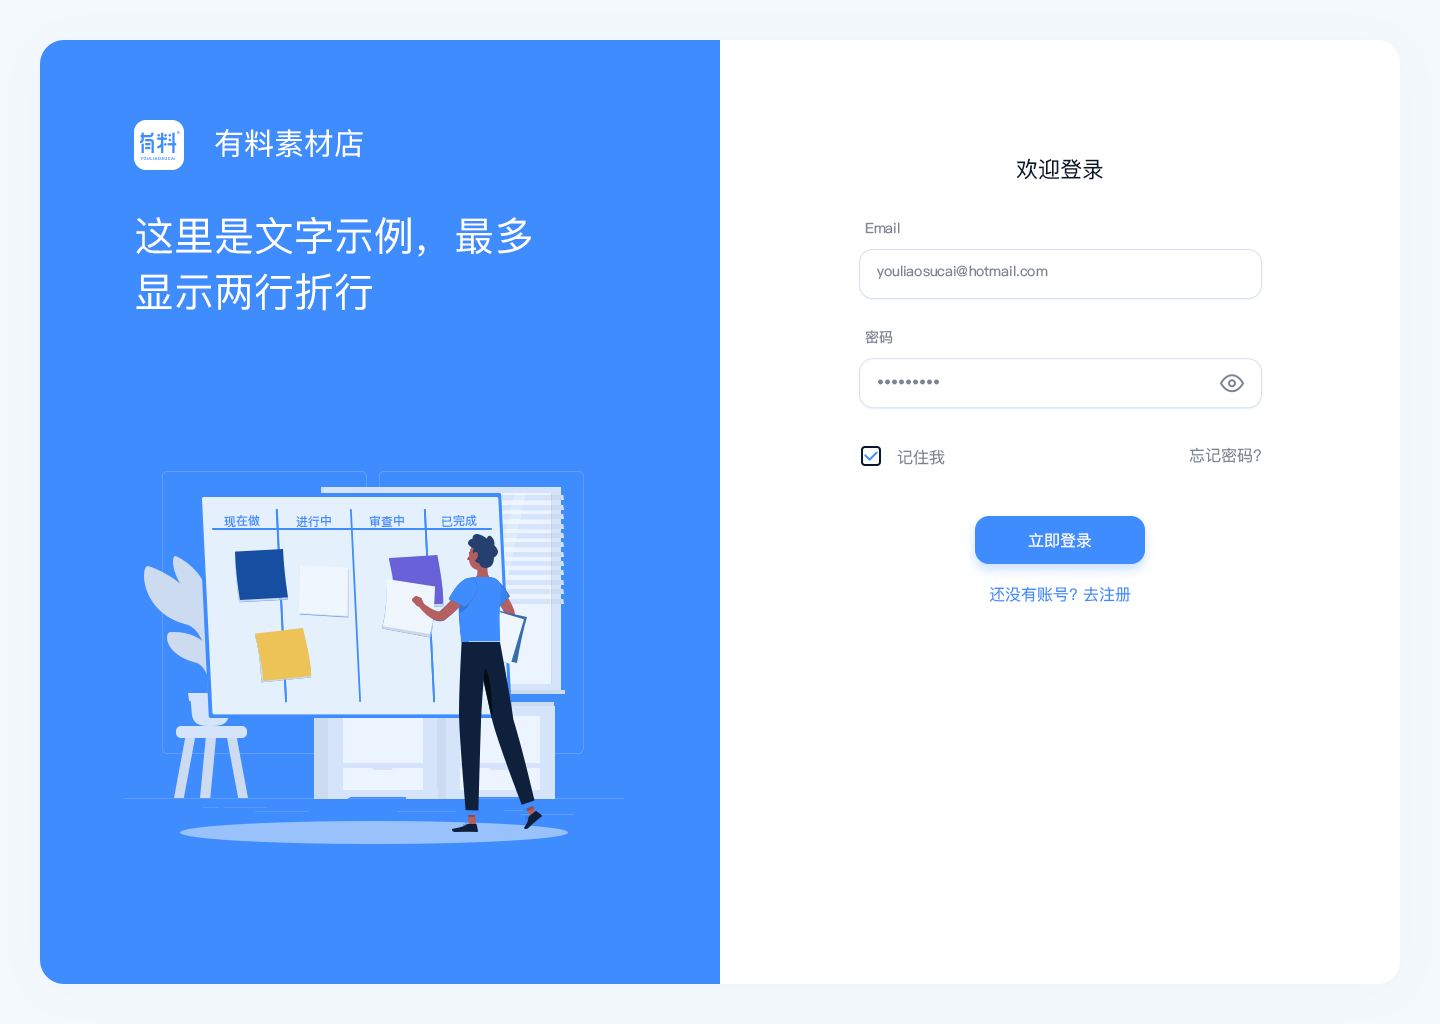 有料
YOULIAOSUCAI
有料素材店
这里是文字示例，最多
显示两行折行
现在做
进行中
审查中
已完成
欢迎登录
Email
youliaosucai@hotmail.com
密码
•••••••••
记住我
忘记密码?
立即登录
还没有账号? 去注册